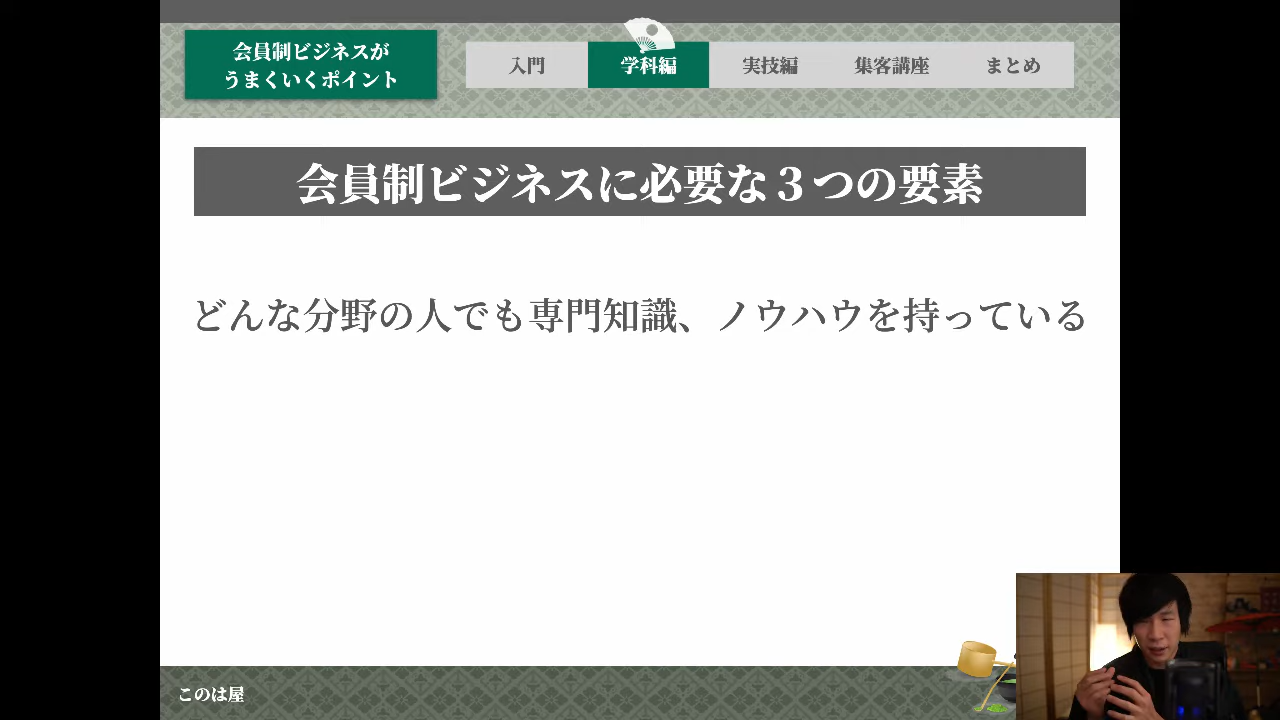 会員制ビジネスが
うまくいくポイント
入門
学科編
実技編
集客講座
まとめ
会員制ビジネスに必要な３つの要素
どんな分野の人でも専門知識、ノウハウを持っている
このは屋